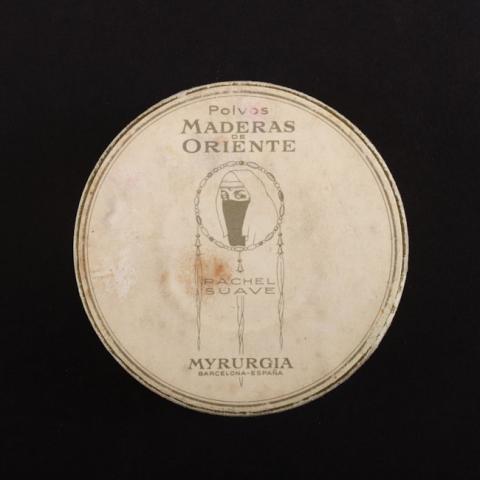 Polvos
MADERAS
DE
ORIENTE
RACHEL
SUAVE
MYRURGIA
BARCELONA-ESPAÑA